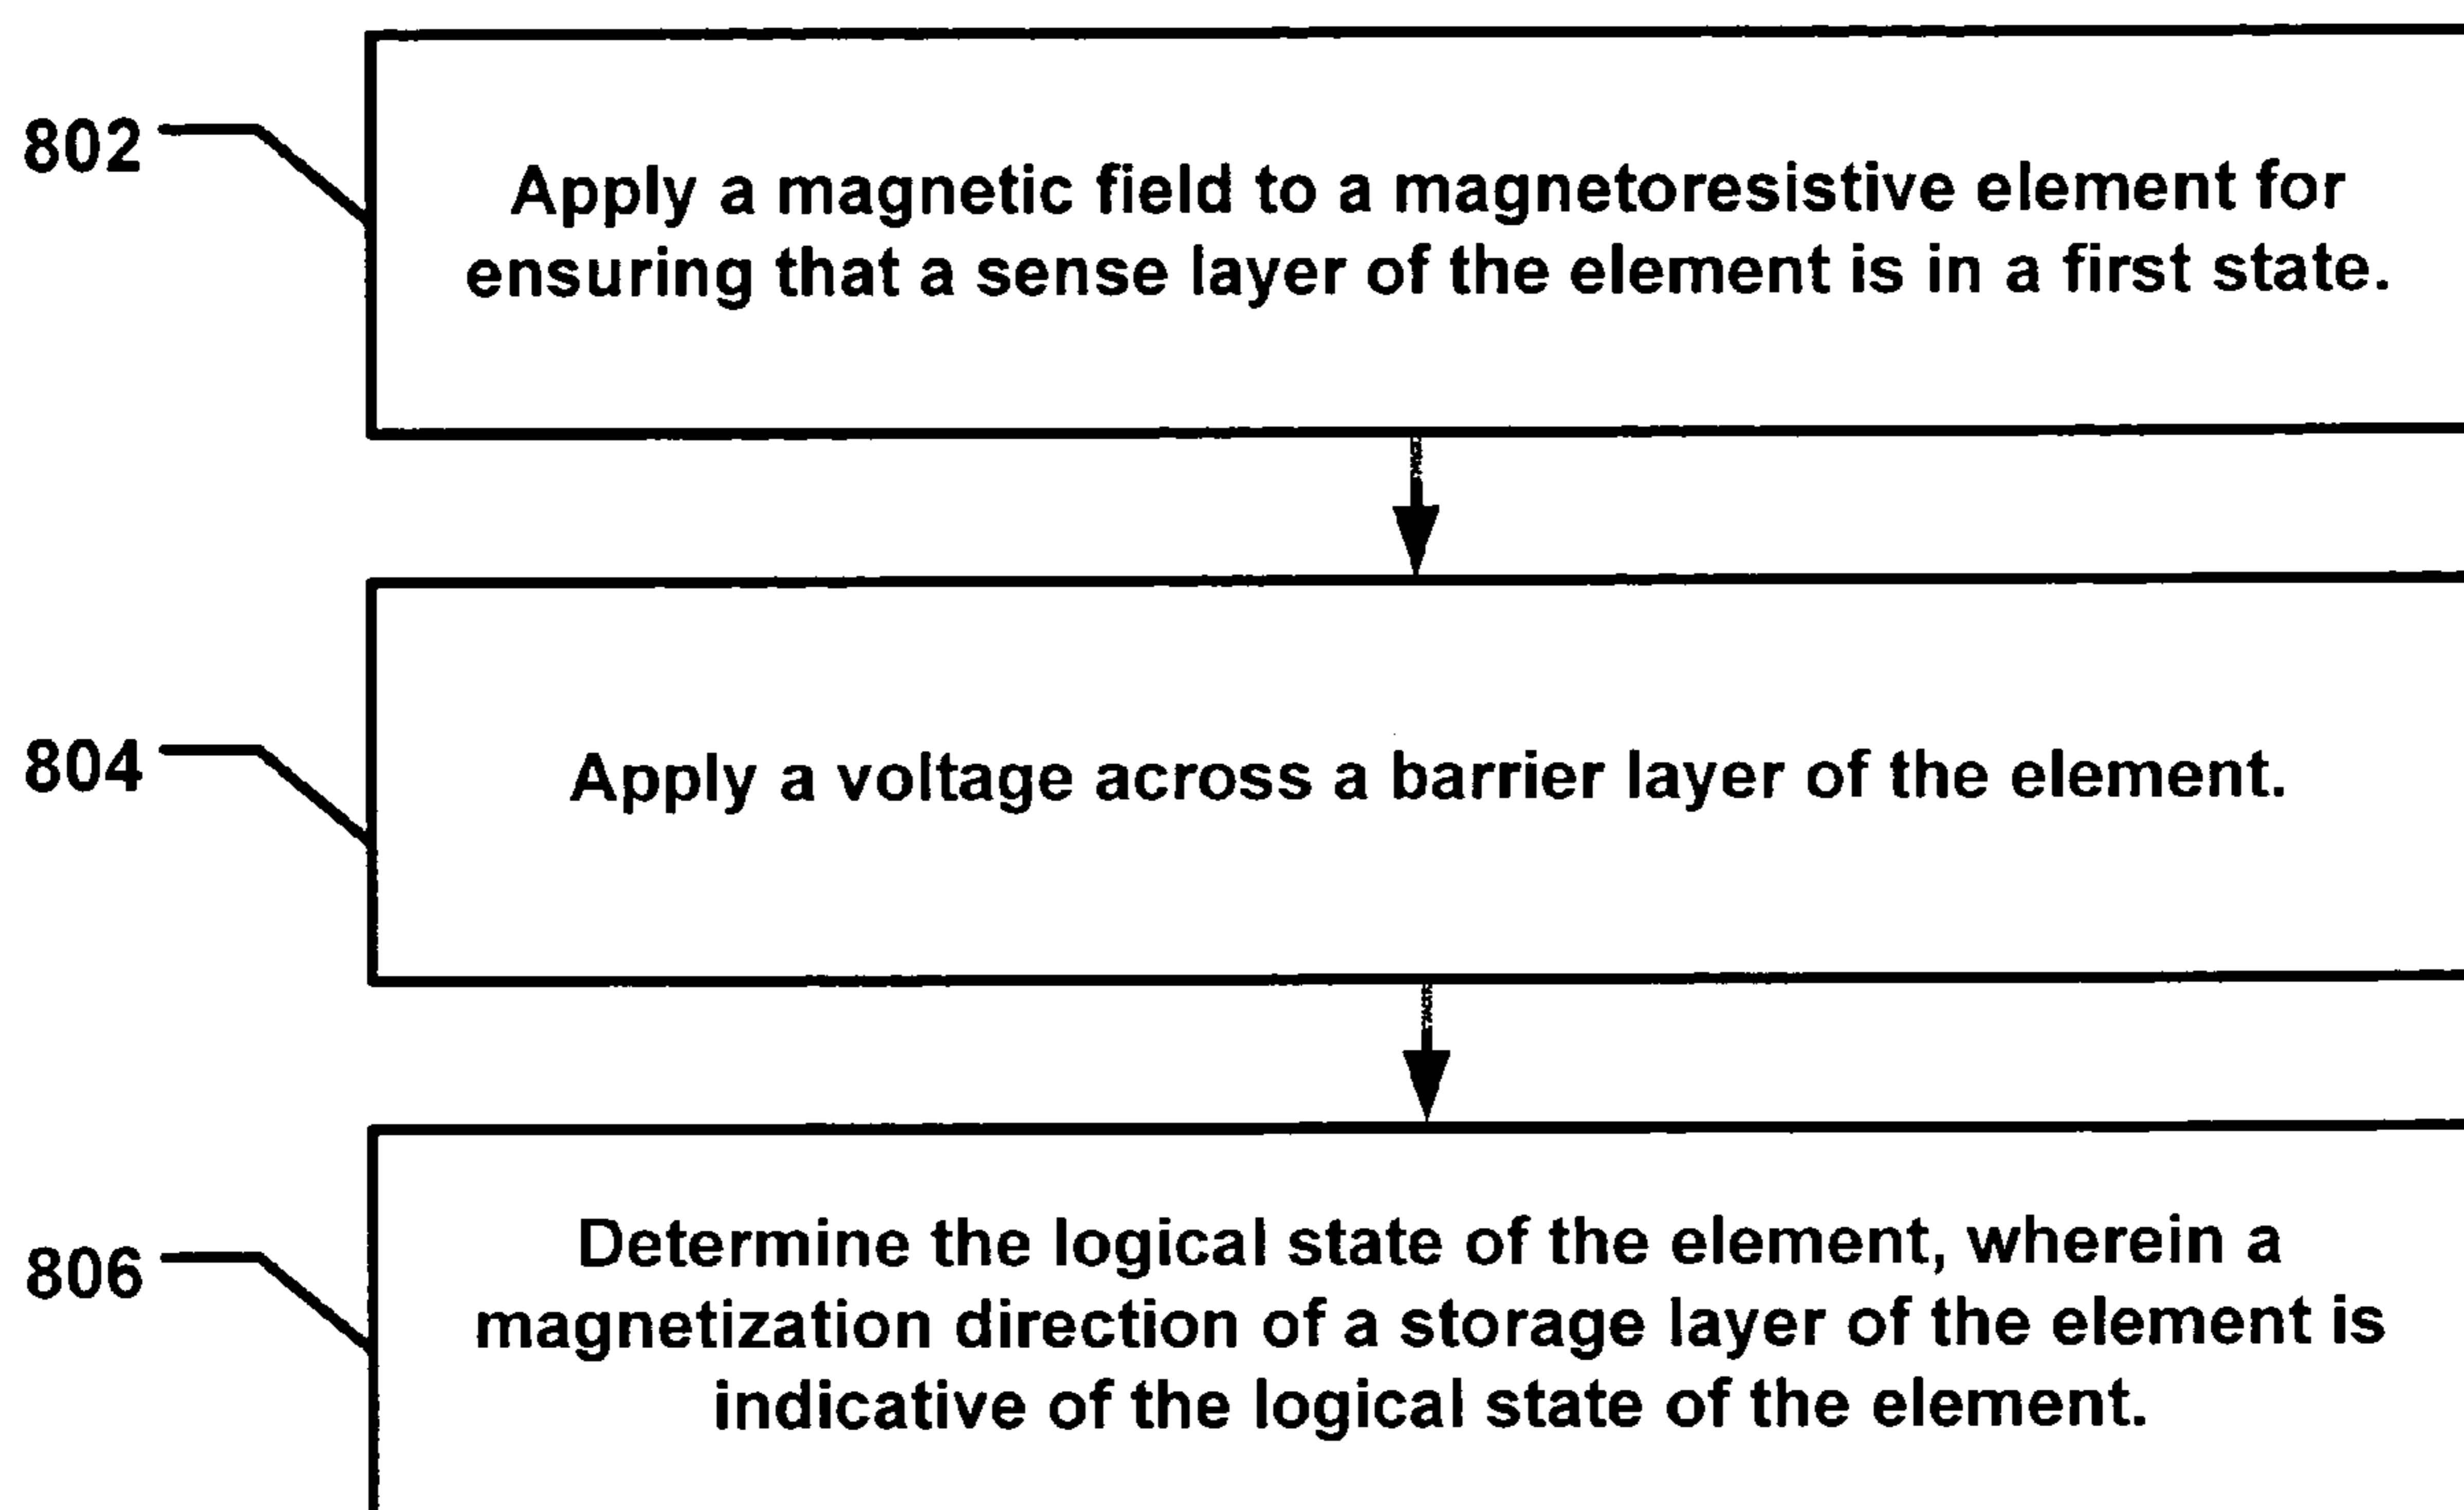 802
Apply a magnetic field to a magnetoresistive element for
ensuring that a sense layer of the element is in a first state.
804
Apply a voltage across a barrier layer of the element.
806
Determine the logical state of the element, wherein a
magnetization direction of a storage layer of the element is
indicative of the logical state of the element.